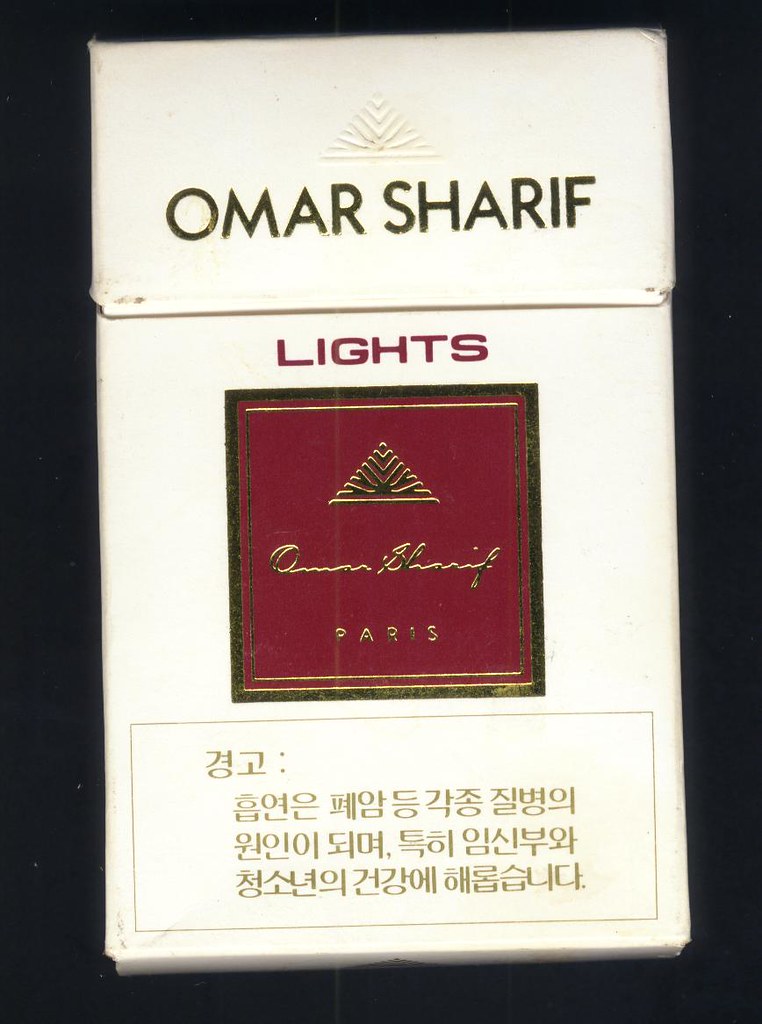 OMAR SHARIF
LIGHTS
Omar Sharif
PARIS
경고 :
흡연은 폐암 등 각종 질병의
원인이 되며, 특히 임신부와
청소년의 건강에 해롭습니다.